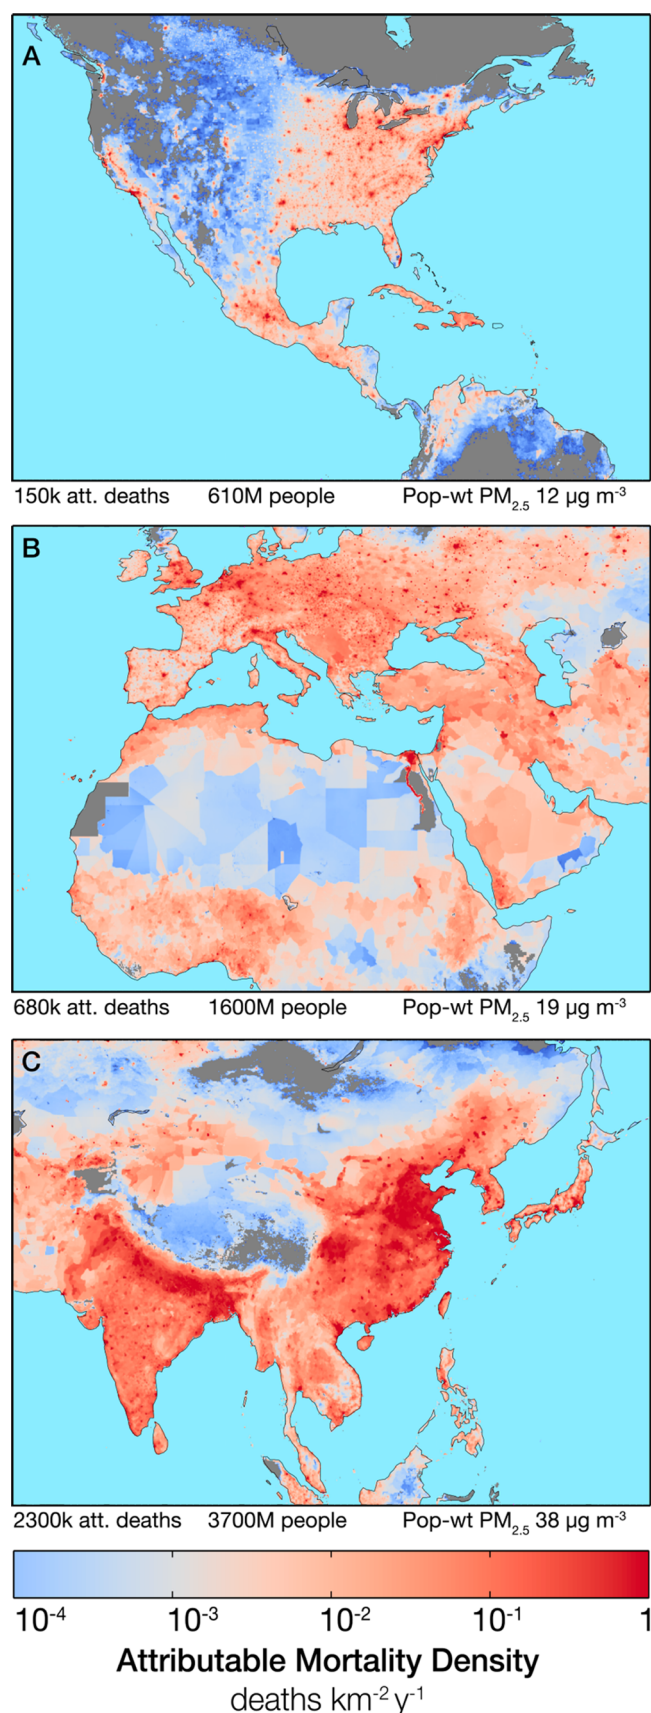 A
150k att. deaths 610M people Pop-wt PM2.5 12 µg m-3
B
680k att. deaths 1600M people Pop-wt PM2.5 19 µg m-3
C
2300k att. deaths 3700M people Pop-wt PM2.5 38 µg m-3
10-4 10-3 10-2 10-1 1
Attributable Mortality Density
deaths km-2 y-1